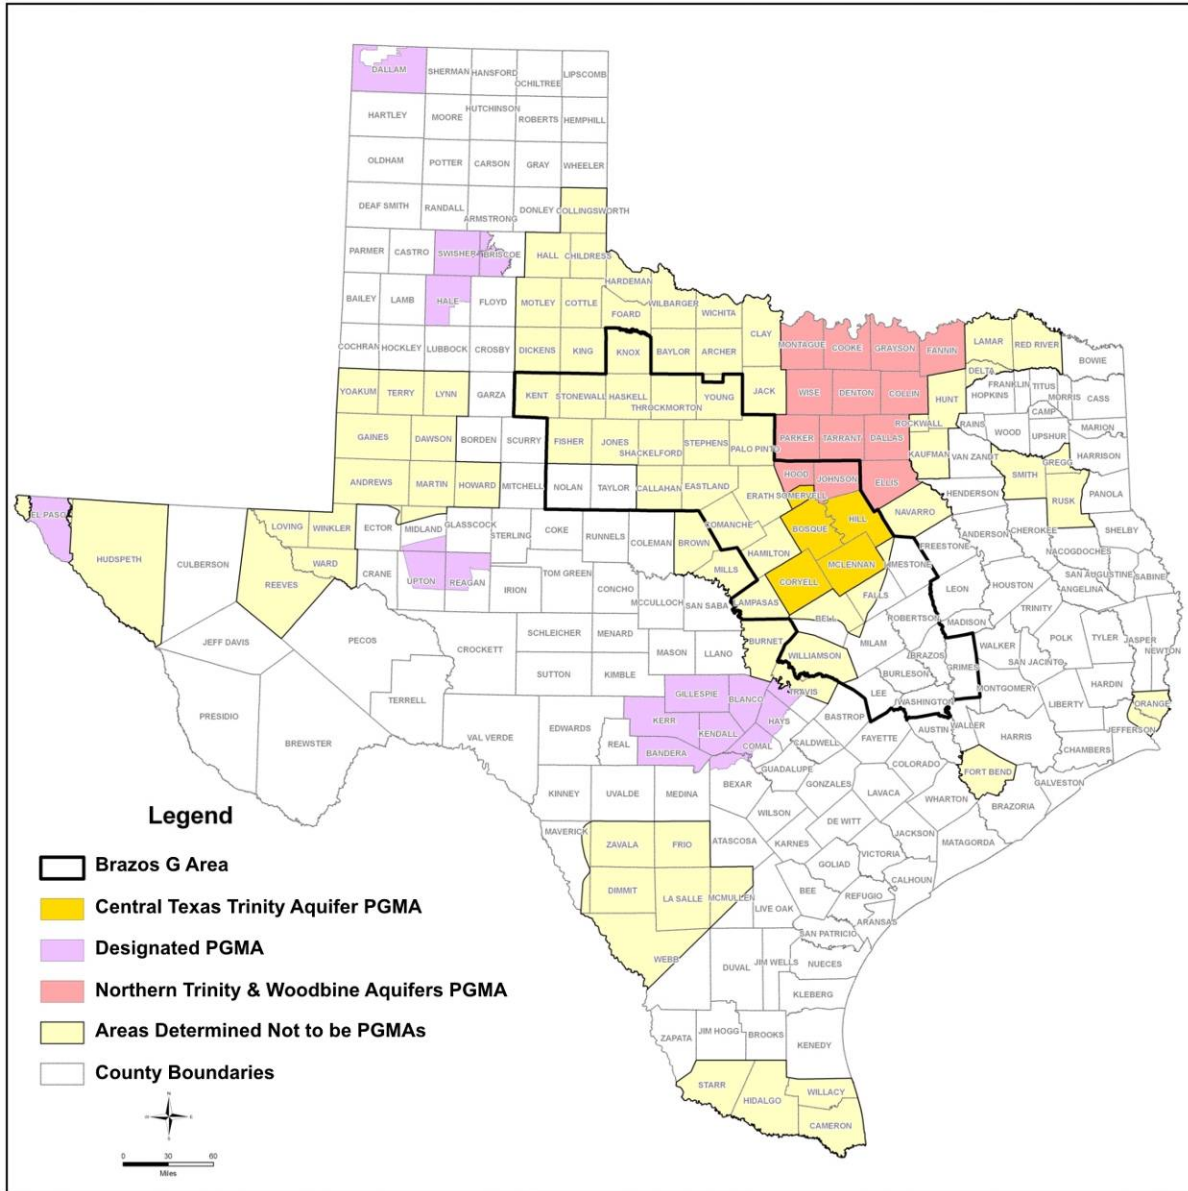 DALLAM SHERMAN HANSFORD OCHILTREE LIPSCOMB
HARTLEY MOORE HUTCHINSON ROBERTS HEMPHILL
OLDHAM POTTER CARSON GRAY WHEELER
DEAF SMITH RANDALL ARMSTRONG DONLEY COLLINGSWORTH
PARMER CASTRO SWISHER BRISCOE HALL CHILDRESS
HARDEMAN
BAILEY LAMB HALE FLOYD MOTLEY COTTLE FOARD WILBARGER WICHITA
CLAY MONTAGUE COOKE GRAYSON FANNIN LAMAR RED RIVER
COCHRAN HOCKLEY LUBBOCK CROSBY DICKENS KING KNOX BAYLOR ARCHER
BOWIE
DELTA
YOAKUM TERRY LYNN GARZA KENT STONEWALL HASKELL THROCKMORTON YOUNG JACK WISE DENTON COLLIN HUNT HOPKINS FRANKLIN TITUS MORRIS CASS
CAMP
ROCKWALL RAINS WOOD UPSHUR MARION
GAINES DAWSON BORDEN SCURRY FISHER JONES SHACKELFORD STEPHENS PALO PINTO PARKER TARRANT DALLAS KAUFMAN VAN ZANDT HARRISON
SMITH GREGG
ANDREWS MARTIN HOWARD MITCHELL NOLAN TAYLOR CALLAHAN EASTLAND ERATH SOMERVELL HOOD JOHNSON ELLIS HENDERSON RUSK PANOLA
EL PASO LOVING WINKLER ECTOR MIDLAND GLASSCOCK STERLING COKE RUNNELS COLEMAN BROWN COMANCHE BOSQUE HILL NAVARRO ANDERSON CHEROKEE SHELBY
HUDSPETH CULBERSON REEVES WARD CRANE UPTON REAGAN IRION TOM GREEN CONCHO MILLS HAMILTON MCLENNAN FREESTONE NACOGDOCHES
CORYELL FALLS LEON HOUSTON SAN AUGUSTINE SABINE
ANGELINA
MCCULLOCH SAN SABA LAMPASAS BELL ROBERTSON MADISON TRINITY
JEFF DAVIS PECOS CROCKETT SCHLEICHER MENARD MASON LLANO BURNET WILLIAMSON MILAM BRAZOS GRIMES WALKER POLK TYLER JASPER NEWTON
SAN JACINTO
SUTTON KIMBLE BURLESON
PRESIDIO BREWSTER TERRELL GILLESPIE BLANCO TRAVIS LEE WASHINGTON MONTGOMERY LIBERTY HARDIN ORANGE
VAL VERDE EDWARDS REAL KERR KENDALL HAYS BASTROP FAYETTE AUSTIN WALLER HARRIS JEFFERSON
BANDERA COMAL CALDWELL CHAMBERS
KINNEY UVALDE MEDINA BEXAR GUADALUPE GONZALES LAVACA COLORADO FORT BEND GALVESTON
WILSON DE WITT WHARTON BRAZORIA
MAVERICK ZAVALA FRIO ATASCOSA KARNES JACKSON MATAGORDA
VICTORIA
GOLIAD
DIMMIT LA SALLE MCMULLEN BEE REFUGIO CALHOUN
LIVE OAK ARANSAS
SAN PATRICIO
WEBB DUVAL JIM WELLS NUECES
KLEBERG
ZAPATA JIM HOGG BROOKS KENEDY
STARR HIDALGO WILLACY
CAMERON
Legend
Brazos G Area
Central Texas Trinity Aquifer PGMA
Designated PGMA
Northern Trinity & Woodbine Aquifers PGMA
Areas Determined Not to be PGMAs
County Boundaries
N
E
S
0 30 60
Miles